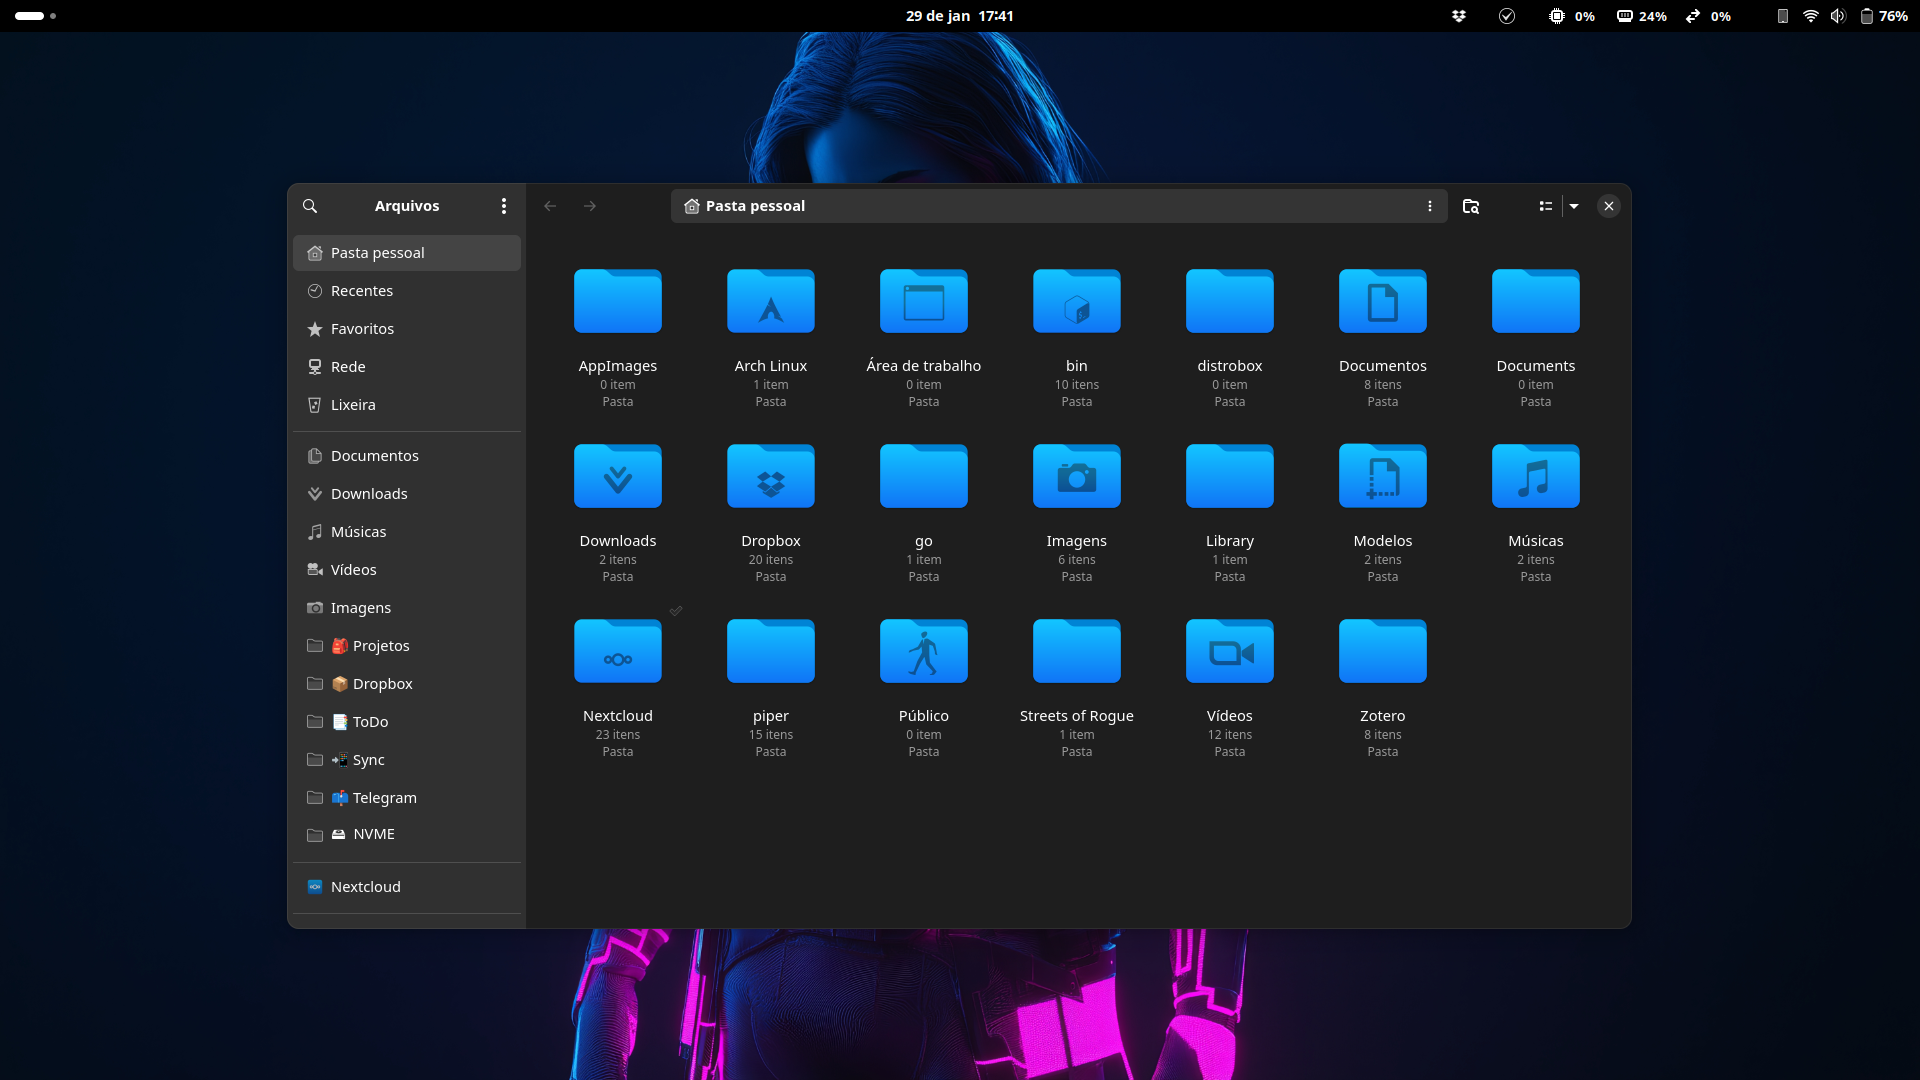 29 de jan 17:41
0%
24%
0%
76%
Arquivos
Pasta pessoal
Pasta pessoal
Recentes
Favoritos
Rede
Lixeira
Documentos
Downloads
Músicas
Vídeos
Imagens
Projetos
Dropbox
ToDo
Sync
Telegram
NVME
Nextcloud
AppImages
0 item
Pasta
Arch Linux
1 item
Pasta
Área de trabalho
0 item
Pasta
bin
10 itens
Pasta
distrobox
0 item
Pasta
Documentos
8 itens
Pasta
Documents
0 item
Pasta
Downloads
2 itens
Pasta
Dropbox
20 itens
Pasta
go
1 item
Pasta
Imagens
6 itens
Pasta
Library
1 item
Pasta
Modelos
2 itens
Pasta
Músicas
2 itens
Pasta
Nextcloud
23 itens
Pasta
piper
15 itens
Pasta
Público
0 item
Pasta
Streets of Rogue
1 item
Pasta
Vídeos
12 itens
Pasta
Zotero
8 itens
Pasta